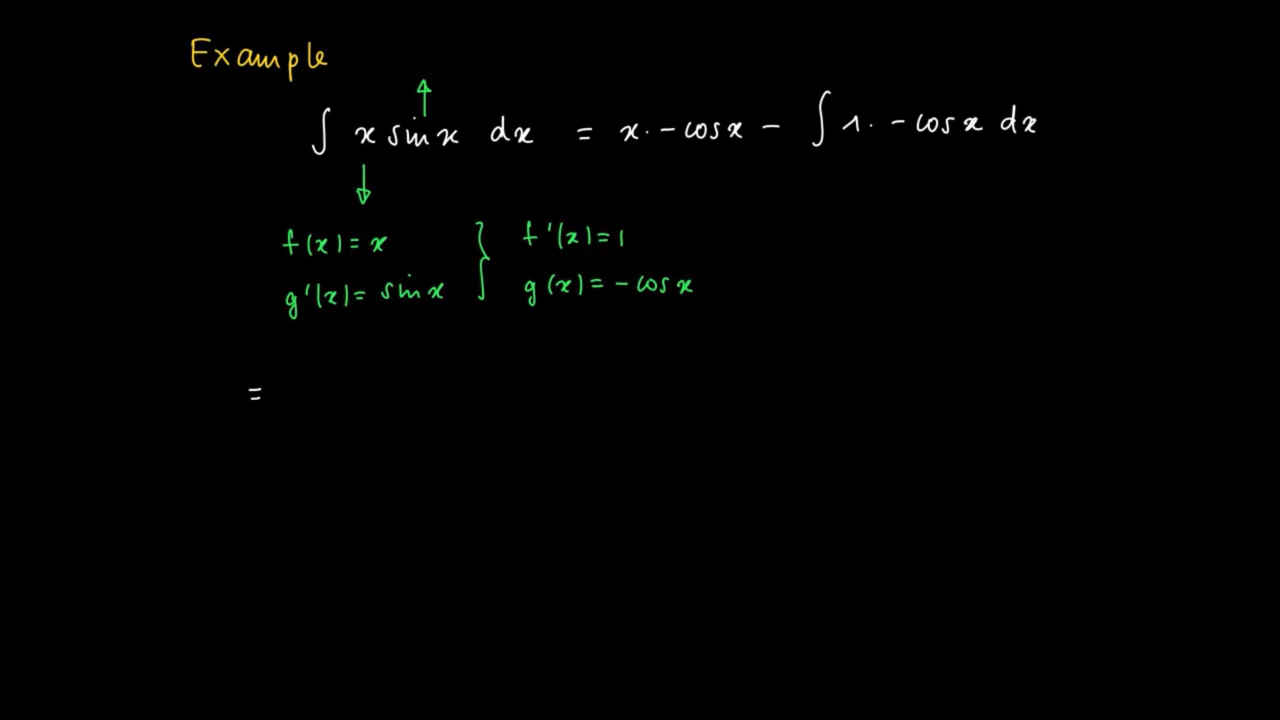 Example
∫ x sin x dx = x · - cos x - ∫ 1 · - cos x dx
f(x) = x } f'(x) = 1
g'(x) = sin x g(x) = - cos x
=